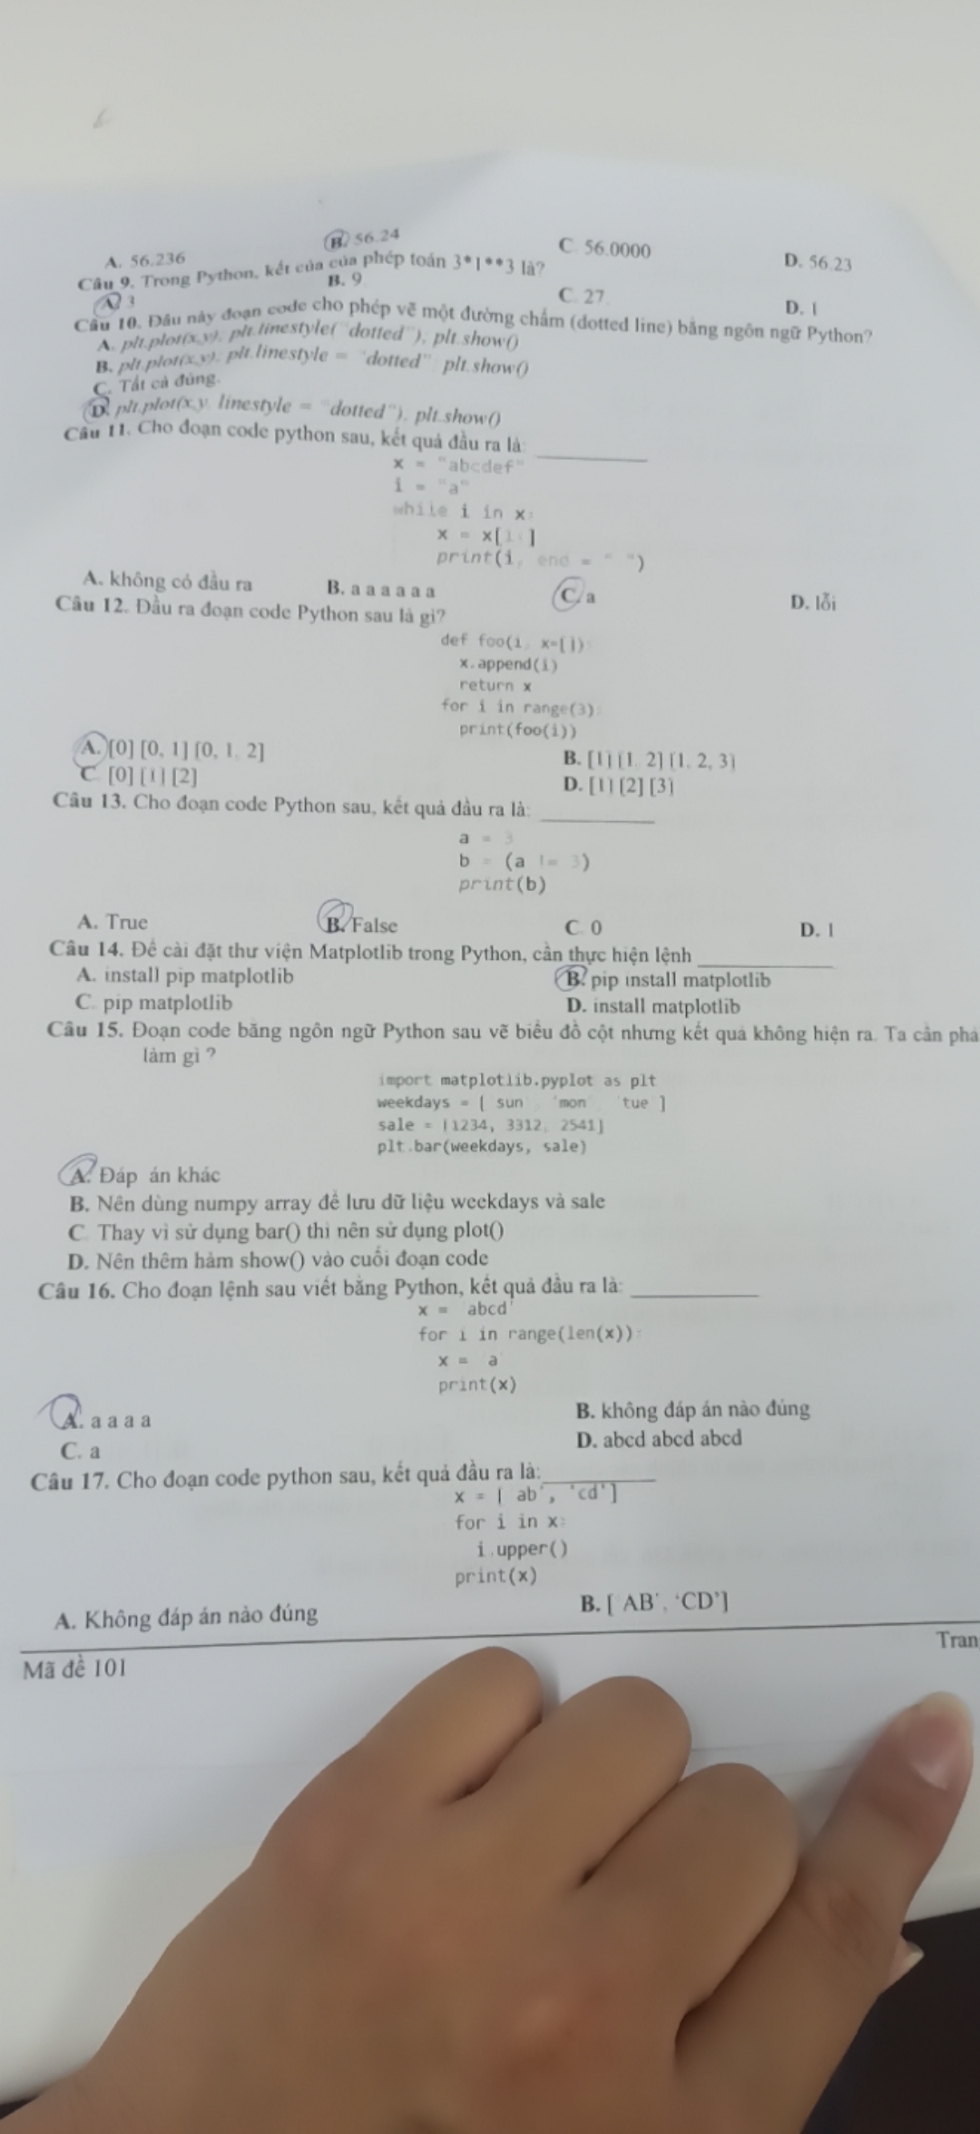 A. 56.236 B. 56.24 C. 56.0000 D. 56.23
Câu 9. Trong Python, kết của của phép toán 3*1**3 là?
A. 3 B. 9 C. 27 D. 1
Câu 10. Đâu này đoạn code cho phép vẽ một đường chấm (dotted line) bằng ngôn ngữ Python?
A. plt.plot(x,y), plt.linestyle("dotted"), plt.show()
B. plt.plot(x,y), plt.linestyle = "dotted" plt.show()
C. Tất cả đúng.
D. plt.plot(x,y linestyle = "dotted"), plt.show()
Câu 11. Cho đoạn code python sau, kết quả đầu ra là: ________
x = "abcdef"
i = "a"
while i in x:
x = x[1:]
print(i, end = " ")
A. không có đầu ra B. a a a a a a C. a D. lỗi
Câu 12. Đầu ra đoạn code Python sau là gì?
def foo(i, x=[]):
x.append(i)
return x
for i in range(3):
print(foo(i))
A. [0] [0, 1] [0, 1, 2] B. [1] [1, 2] [1, 2, 3]
C. [0] [1] [2] D. [1] [2] [3]
Câu 13. Cho đoạn code Python sau, kết quả đầu ra là: ________
a = 3
b = (a != 3)
print(b)
A. True B. False C. 0 D. 1
Câu 14. Để cài đặt thư viện Matplotlib trong Python, cần thực hiện lệnh ________
A. install pip matplotlib B. pip install matplotlib
C. pip matplotlib D. install matplotlib
Câu 15. Đoạn code bằng ngôn ngữ Python sau vẽ biểu đồ cột nhưng kết quả không hiện ra. Ta cần phả
làm gì ?
import matplotlib.pyplot as plt
weekdays = [ sun , 'mon' , 'tue ]
sale = [1234, 3312, 2541]
plt.bar(weekdays, sale)
A. Đáp án khác
B. Nên dùng numpy array để lưu dữ liệu weekdays và sale
C. Thay vì sử dụng bar() thì nên sử dụng plot()
D. Nên thêm hàm show() vào cuối đoạn code
Câu 16. Cho đoạn lệnh sau viết bằng Python, kết quả đầu ra là: ________
x = abcd'
for i in range(len(x)):
x = a
print(x)
A. a a a a B. không đáp án nào đúng
C. a D. abcd abcd abcd
Câu 17. Cho đoạn code python sau, kết quả đầu ra là: ________
x = [ ab', 'cd']
for i in x:
i.upper()
print(x)
A. Không đáp án nào đúng B. [ AB', 'CD']
Tran
Mã đề 101